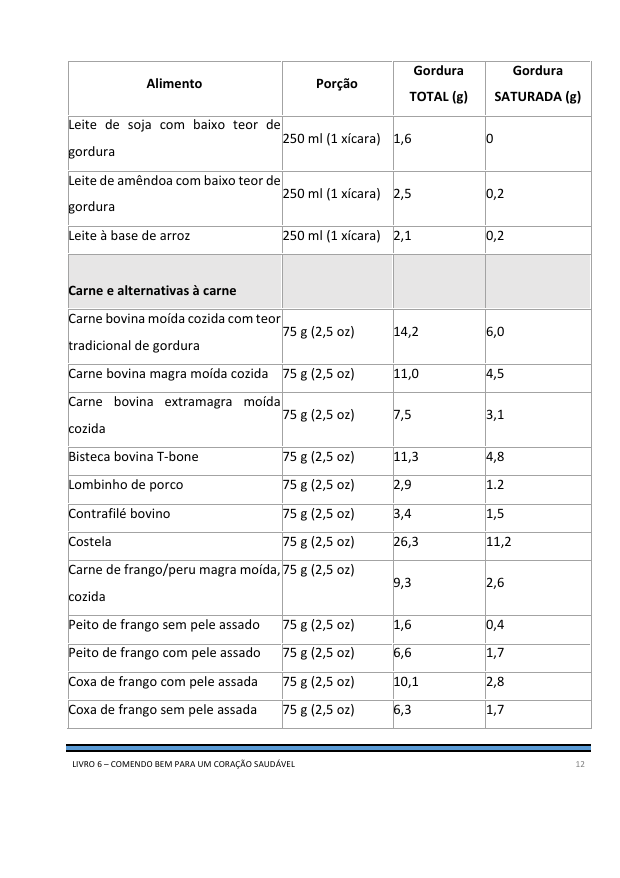 Alimento Porção Gordura TOTAL (g) Gordura SATURADA (g)
Leite de soja com baixo teor de gordura 250 ml (1 xícara) 1,6 0
Leite de amêndoa com baixo teor de gordura 250 ml (1 xícara) 2,5 0,2
Leite à base de arroz 250 ml (1 xícara) 2,1 0,2
Carne e alternativas à carne
Carne bovina moída cozida com teor tradicional de gordura 75 g (2,5 oz) 14,2 6,0
Carne bovina magra moída cozida 75 g (2,5 oz) 11,0 4,5
Carne bovina extramagra moída cozida 75 g (2,5 oz) 7,5 3,1
Bisteca bovina T-bone 75 g (2,5 oz) 11,3 4,8
Lombinho de porco 75 g (2,5 oz) 2,9 1.2
Contrafilé bovino 75 g (2,5 oz) 3,4 1,5
Costela 75 g (2,5 oz) 26,3 11,2
Carne de frango/peru magra moída, cozida 75 g (2,5 oz) 9,3 2,6
Peito de frango sem pele assado 75 g (2,5 oz) 1,6 0,4
Peito de frango com pele assado 75 g (2,5 oz) 6,6 1,7
Coxa de frango com pele assada 75 g (2,5 oz) 10,1 2,8
Coxa de frango sem pele assada 75 g (2,5 oz) 6,3 1,7
LIVRO 6 – COMENDO BEM PARA UM CORAÇÃO SAUDÁVEL 12